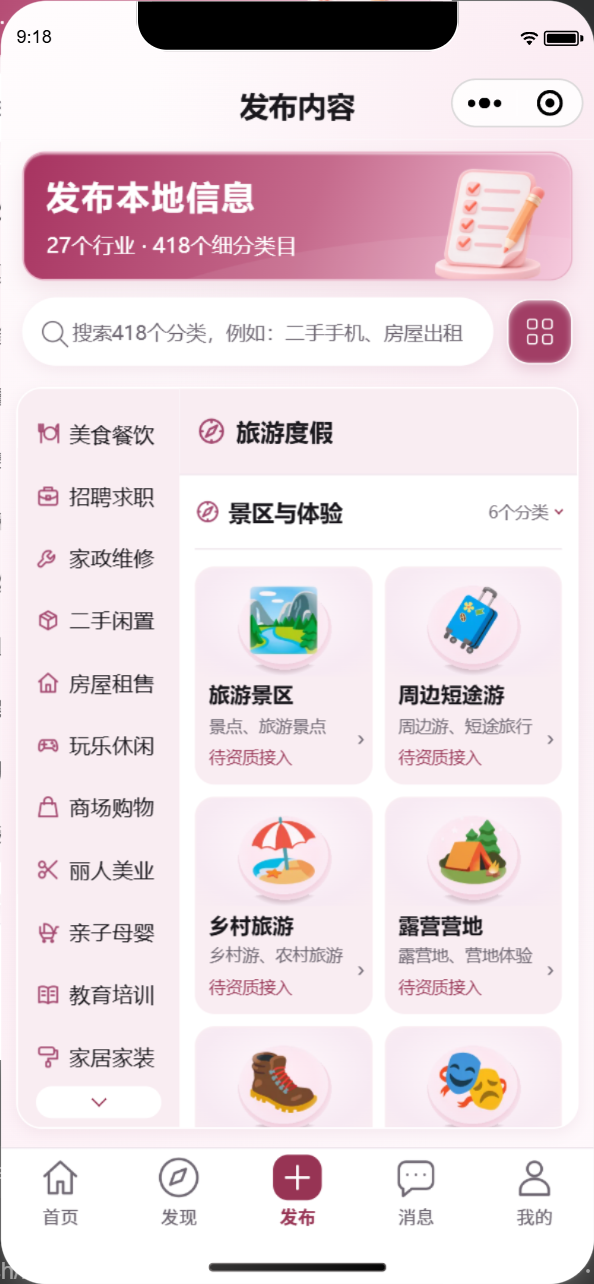 9:18
发布内容
发布本地信息
27个行业 · 418个细分类目
搜索418个分类，例如：二手手机、房屋出租
美食餐饮
招聘求职
家政维修
二手闲置
房屋租售
玩乐休闲
商场购物
丽人美业
亲子母婴
教育培训
家居家装
旅游度假
景区与体验
6个分类
旅游景区
景点、旅游景点
待资质接入
周边短途游
周边游、短途旅行
待资质接入
乡村旅游
乡村游、农村旅游
待资质接入
露营营地
露营地、营地体验
待资质接入
首页
发现
发布
消息
我的